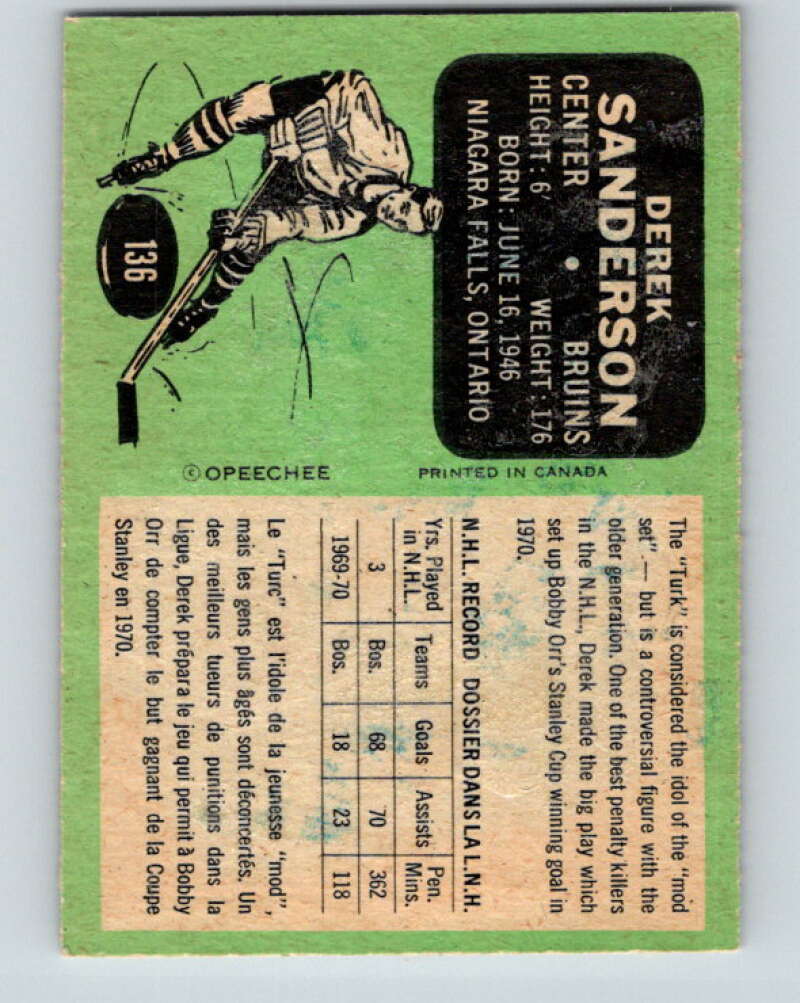 DEREK
SANDERSON
CENTER • BRUINS
HEIGHT: 6' WEIGHT: 176
BORN: JUNE 16, 1946
NIAGARA FALLS, ONTARIO
136
PRINTED IN CANADA
© OPEECHEE
The "Turk" is considered the idol of the "mod
set" — but is a controversial figure with the
older generation. One of the best penalty killers
in the N.H.L., Derek made the big play which
set up Bobby Orr's Stanley Cup winning goal in
1970.
N.H.L. RECORD DOSSIER DANS LA L.N.H.
Yrs. Played in N.H.L. Teams Goals Assists Pen. Mins.
3 Bos. 68 70 362
1969-70 Bos. 18 23 118
Le "Turc" est l'idole de la jeunesse "mod",
mais les gens plus âgés sont déconcertés. Un
des meilleurs tueurs de punitions dans la
Ligue, Derek prépara le jeu qui permit à Bobby
Orr de compter le but gagnant de la Coupe
Stanley en 1970.